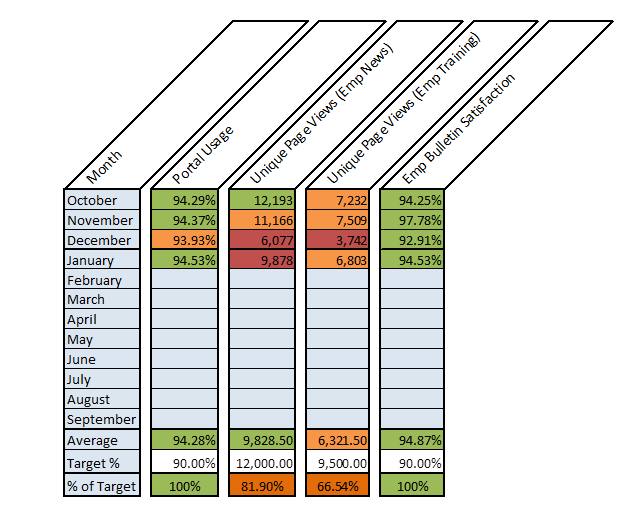 Month Portal Usage Unique Page Views (Emp News) Unique Page Views (Emp Training) Emp Bulletin Satisfaction
October 94.29% 12,193 7,232 94.25%
November 94.37% 11,166 7,509 97.78%
December 93.93% 6,077 3,742 92.91%
January 94.53% 9,878 6,803 94.53%
February
March
April
May
June
July
August
September
Average 94.28% 9,828.50 6,321.50 94.87%
Target % 90.00% 12,000.00 9,500.00 90.00%
% of Target 100% 81.90% 66.54% 100%